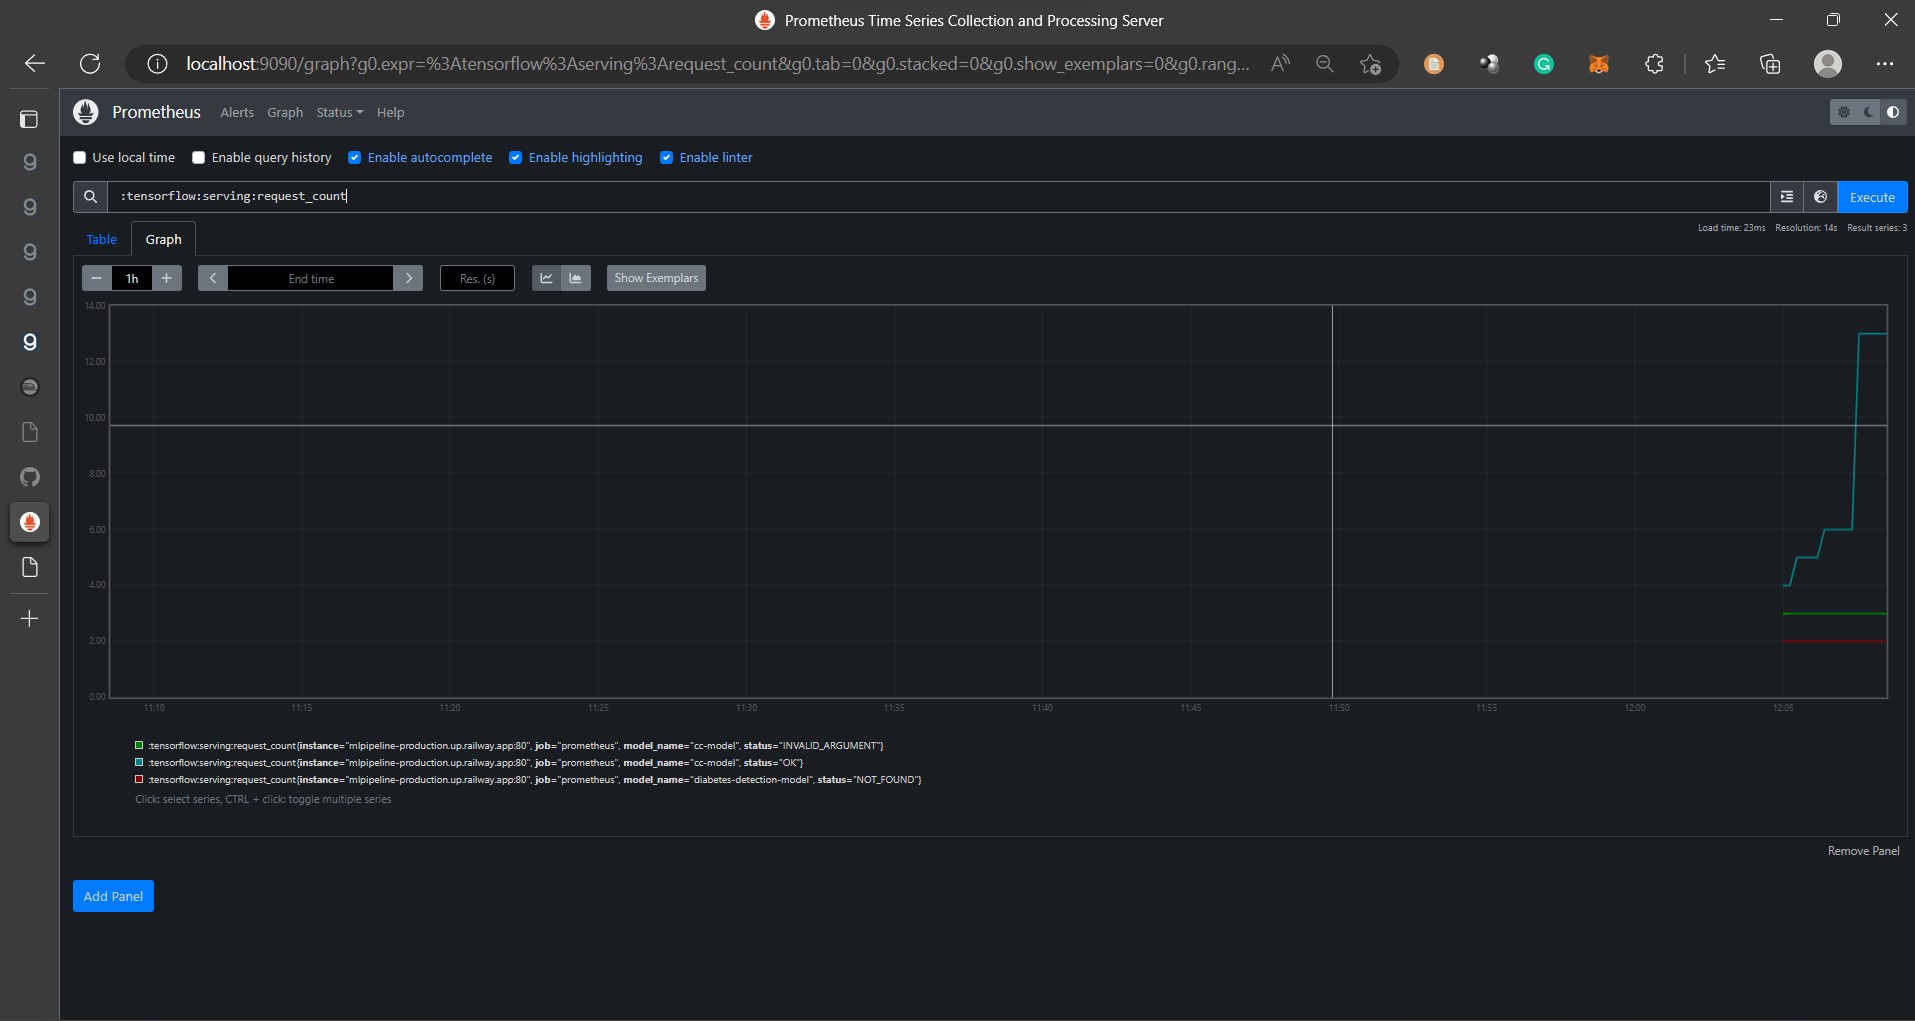 Prometheus Time Series Collection and Processing Server
localhost:9090/graph?g0.expr=%3Atensorflow%3Aserving%3Arequest_count&g0.tab=0&g0.stacked=0&g0.show_exemplars=0&g0.rang...
Prometheus Alerts Graph Status Help
Use local time Enable query history Enable autocomplete Enable highlighting Enable linter
:tensorflow:serving:request_count Execute
Load time: 23ms Resolution: 14s Result series: 3
Table Graph
− 1h + < End time > Res. (s) Show Exemplars
14.00
12.00
10.00
8.00
6.00
4.00
2.00
0.00
11:10 11:15 11:20 11:25 11:30 11:35 11:40 11:45 11:50 11:55 12:00 12:05
:tensorflow:serving:request_count{instance="mlpipeline-production.up.railway.app:80", job="prometheus", model_name="cc-model", status="INVALID_ARGUMENT"}
:tensorflow:serving:request_count{instance="mlpipeline-production.up.railway.app:80", job="prometheus", model_name="cc-model", status="OK"}
:tensorflow:serving:request_count{instance="mlpipeline-production.up.railway.app:80", job="prometheus", model_name="diabetes-detection-model", status="NOT_FOUND"}
Click: select series, CTRL + click: toggle multiple series
Remove Panel
Add Panel